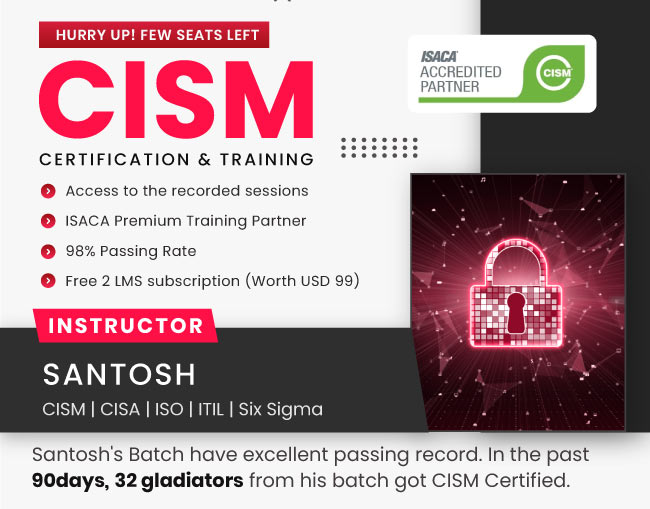 HURRY UP! FEW SEATS LEFT
CISM
CERTIFICATION & TRAINING
ISACA
ACCREDITED
PARTNER
CISM
Access to the recorded sessions
ISACA Premium Training Partner
98% Passing Rate
Free 2 LMS subscription (Worth USD 99)
INSTRUCTOR
SANTOSH
CISM | CISA | ISO | ITIL | Six Sigma
Santosh's Batch have excellent passing record. In the past
90days, 32 gladiators from his batch got CISM Certified.